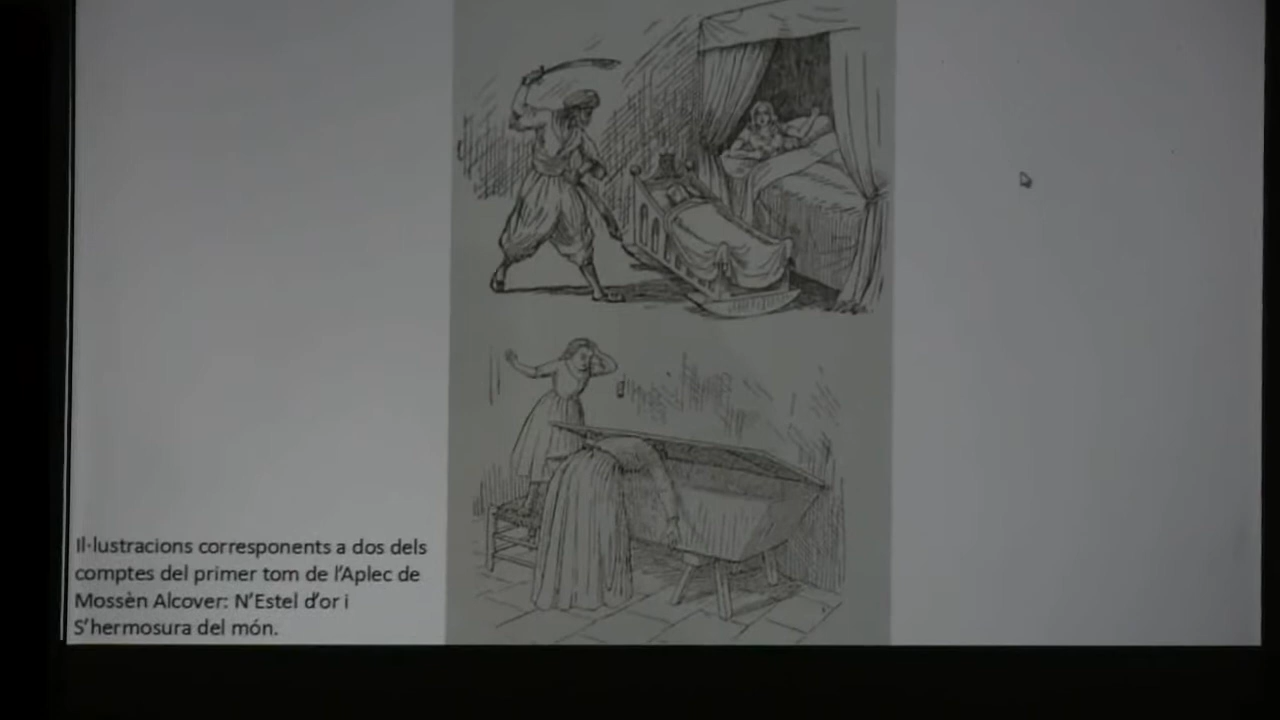 Il·lustracions corresponents a dos dels
comptes del primer tom de l'Aplec de
Mossèn Alcover: N'Estel d'or i
S'hermosura del món.